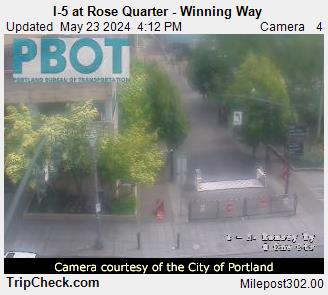 I-5 at Rose Quarter - Winning Way
Updated May 23 2024 4:12 PM Camera 4
PBOT
PORTLAND BUREAU OF TRANSPORTATION
Camera courtesy of the City of Portland
TripCheck.com Milepost302.00